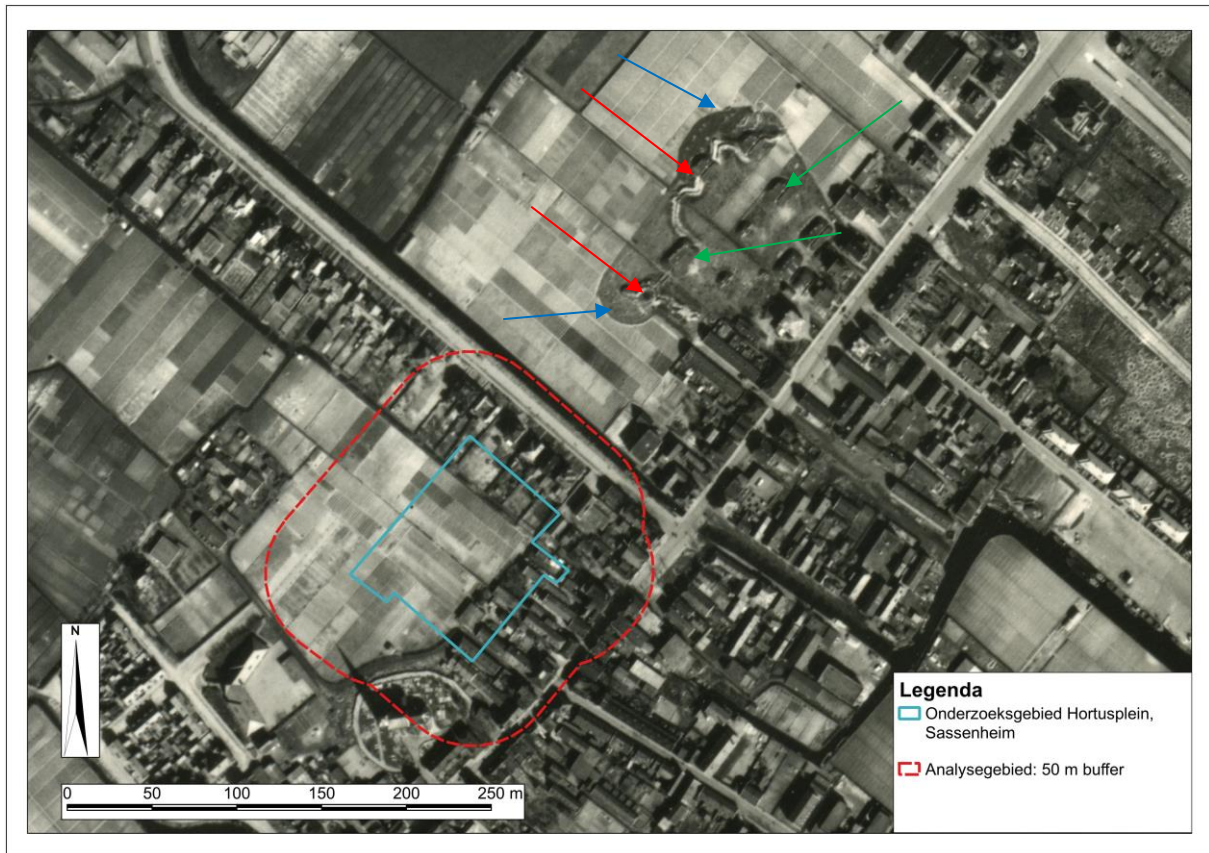 N
0 50 100 150 200 250 m
Legenda
Onderzoeksgebied Hortusplein,
Sassenheim
Analysegebied: 50 m buffer